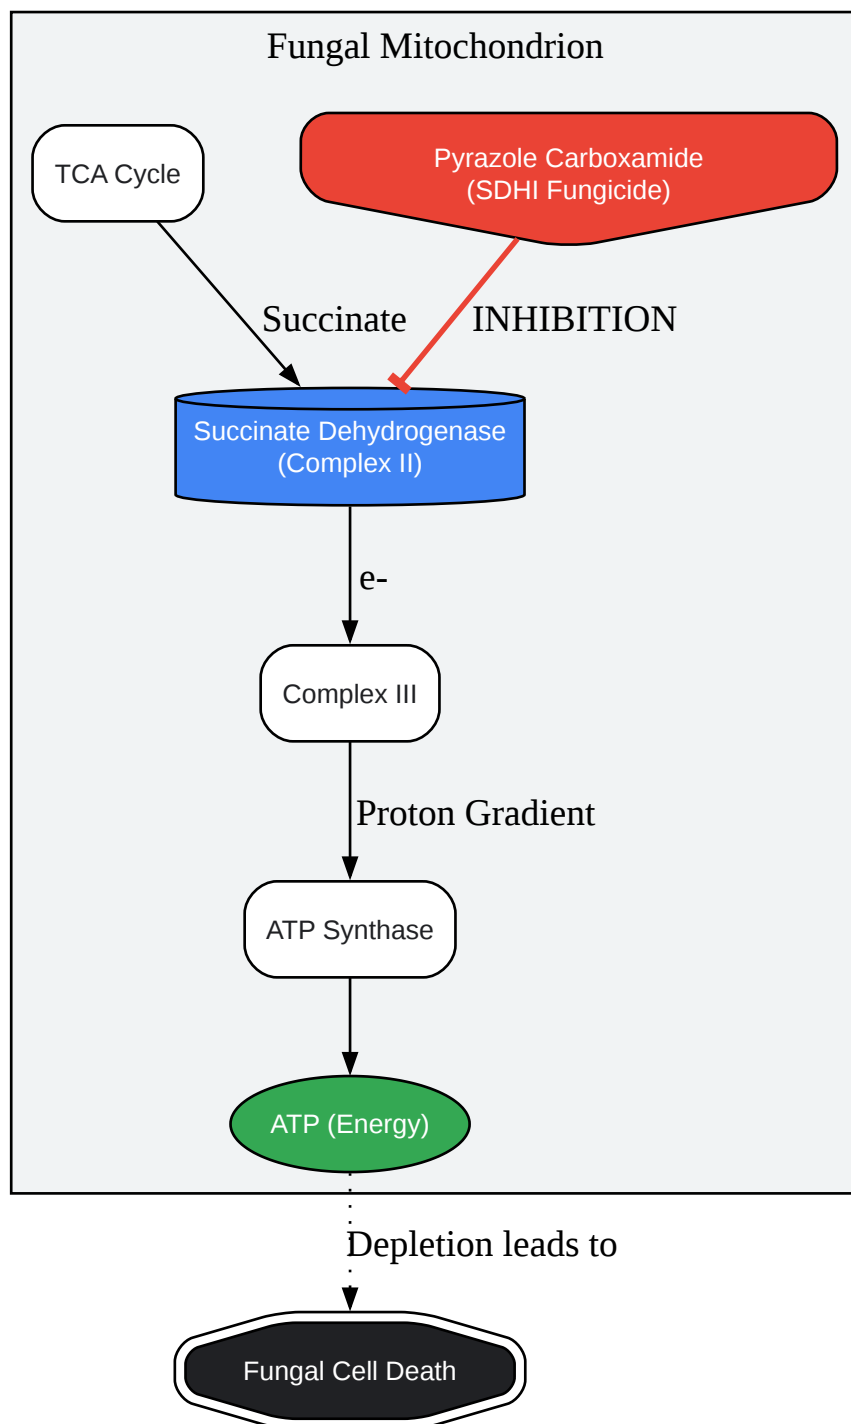 Fungal Mitochondrion
TCA Cycle
Pyrazole Carboxamide
(SDHI Fungicide)
Succinate
INHIBITION
Succinate Dehydrogenase
(Complex II)
e-
Complex III
Proton Gradient
ATP Synthase
ATP (Energy)
Depletion leads to
Fungal Cell Death